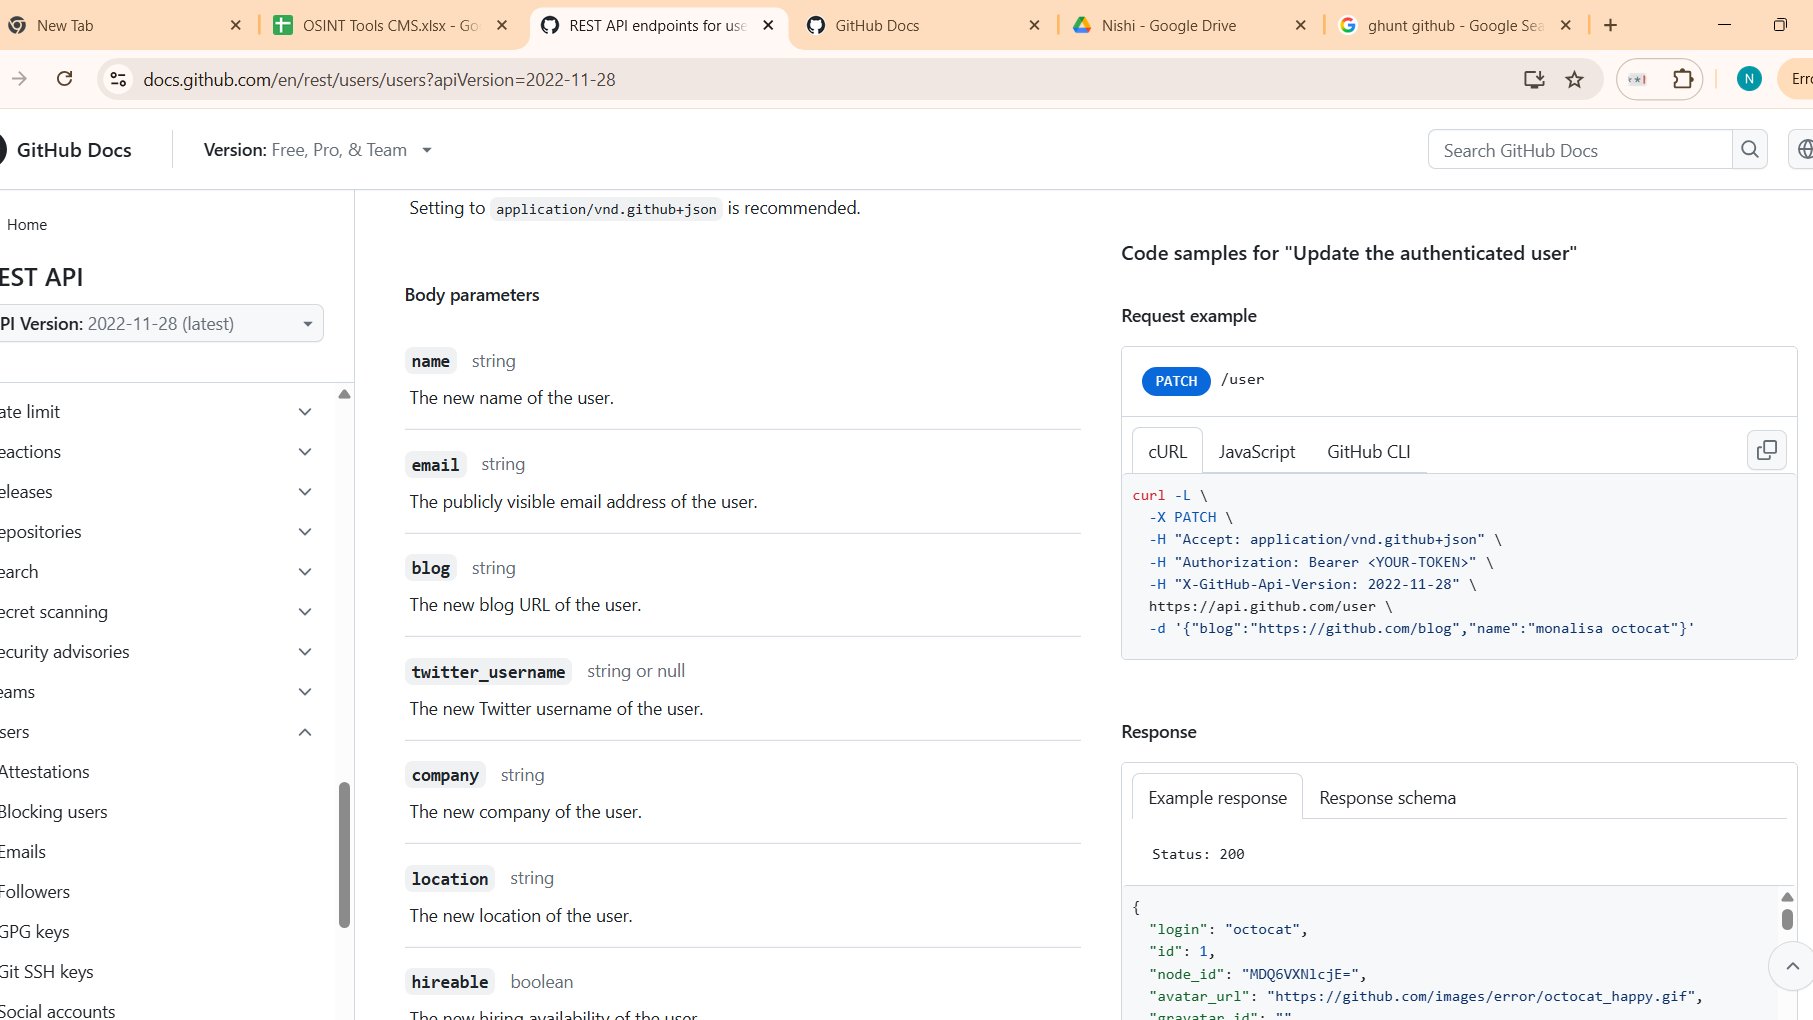 New Tab
OSINT Tools CMS.xlsx - Go
REST API endpoints for use
GitHub Docs
Nishi - Google Drive
ghunt github - Google Sea
docs.github.com/en/rest/users/users?apiVersion=2022-11-28
N
Erro
GitHub Docs
Version: Free, Pro, & Team
Search GitHub Docs
Home
EST API
PI Version: 2022-11-28 (latest)
ate limit
eactions
eleases
epositories
earch
ecret scanning
ecurity advisories
eams
sers
Attestations
Blocking users
Emails
Followers
GPG keys
Git SSH keys
Social accounts
Setting to application/vnd.github+json is recommended.
Body parameters
name string
The new name of the user.
email string
The publicly visible email address of the user.
blog string
The new blog URL of the user.
twitter_username string or null
The new Twitter username of the user.
company string
The new company of the user.
location string
The new location of the user.
hireable boolean
The new hiring availability of the user.
Code samples for "Update the authenticated user"
Request example
PATCH /user
cURL JavaScript GitHub CLI
curl -L \
-X PATCH \
-H "Accept: application/vnd.github+json" \
-H "Authorization: Bearer <YOUR-TOKEN>" \
-H "X-GitHub-Api-Version: 2022-11-28" \
https://api.github.com/user \
-d '{"blog":"https://github.com/blog","name":"monalisa octocat"}'
Response
Example response Response schema
Status: 200
{
"login": "octocat",
"id": 1,
"node_id": "MDQ6VXNlcjE=",
"avatar_url": "https://github.com/images/error/octocat_happy.gif",
"gravatar_id": ""